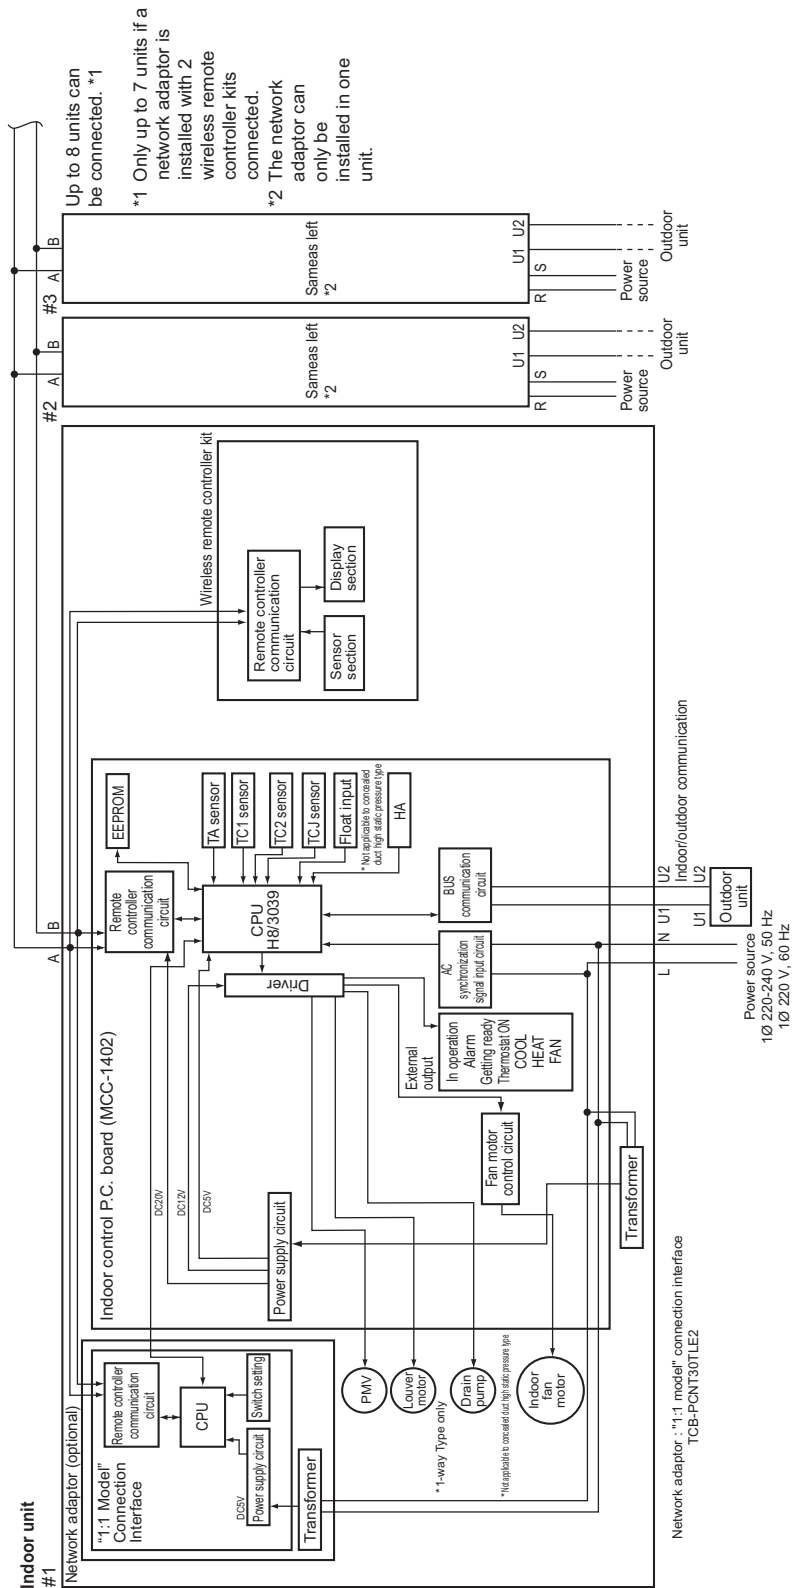 Indoor unit
#1
Network adaptor (optional)
"1:1 Model"
Connection
Interface
Remote controller
communication
circuit
CPU
Switch setting
DC5V
Power supply circuit
Transformer
Indoor control P.C. board (MCC-1402)
DC20V
DC12V
DC5V
Power supply circuit
Remote
controller
communication
circuit
EEPROM
CPU
H8/3039
Driver
TA sensor
TC1 sensor
TC2 sensor
TCJ sensor
Float input
* Not applicable to concealed
duct high static pressure type
HA
External
output
In operation
Alarm
Getting ready
Thermostat ON
COOL
HEAT
FAN
AC
synchronization
signal input circuit
BUS
communication
circuit
Fan motor
control circuit
Transformer
PMV
Louver
motor
*1-way Type only
Drain
pump
*Not applicable to concealed duct high static pressure type
Indoor
fan
motor
Wireless remote controller kit
Remote controller
communication
circuit
Sensor
section
Display
section
A
B
L
N
U1
U2
Indoor/outdoor communication
U1
U2
Outdoor
unit
Power source
1Ø 220-240 V, 50 Hz
1Ø 220 V, 60 Hz
Network adaptor : "1:1 model" connection interface
TCB-PCNT30TLE2
#2
A
B
Sameas left
*2
R
S
U1
U2
Power
source
Outdoor
unit
#3
A
B
Sameas left
*2
R
S
U1
U2
Power
source
Outdoor
unit
Up to 8 units can
be connected. *1
*1 Only up to 7 units if a
network adaptor is
installed with 2
wireless remote
controller kits
connected.
*2 The network
adaptor can
only be
installed in one
unit.